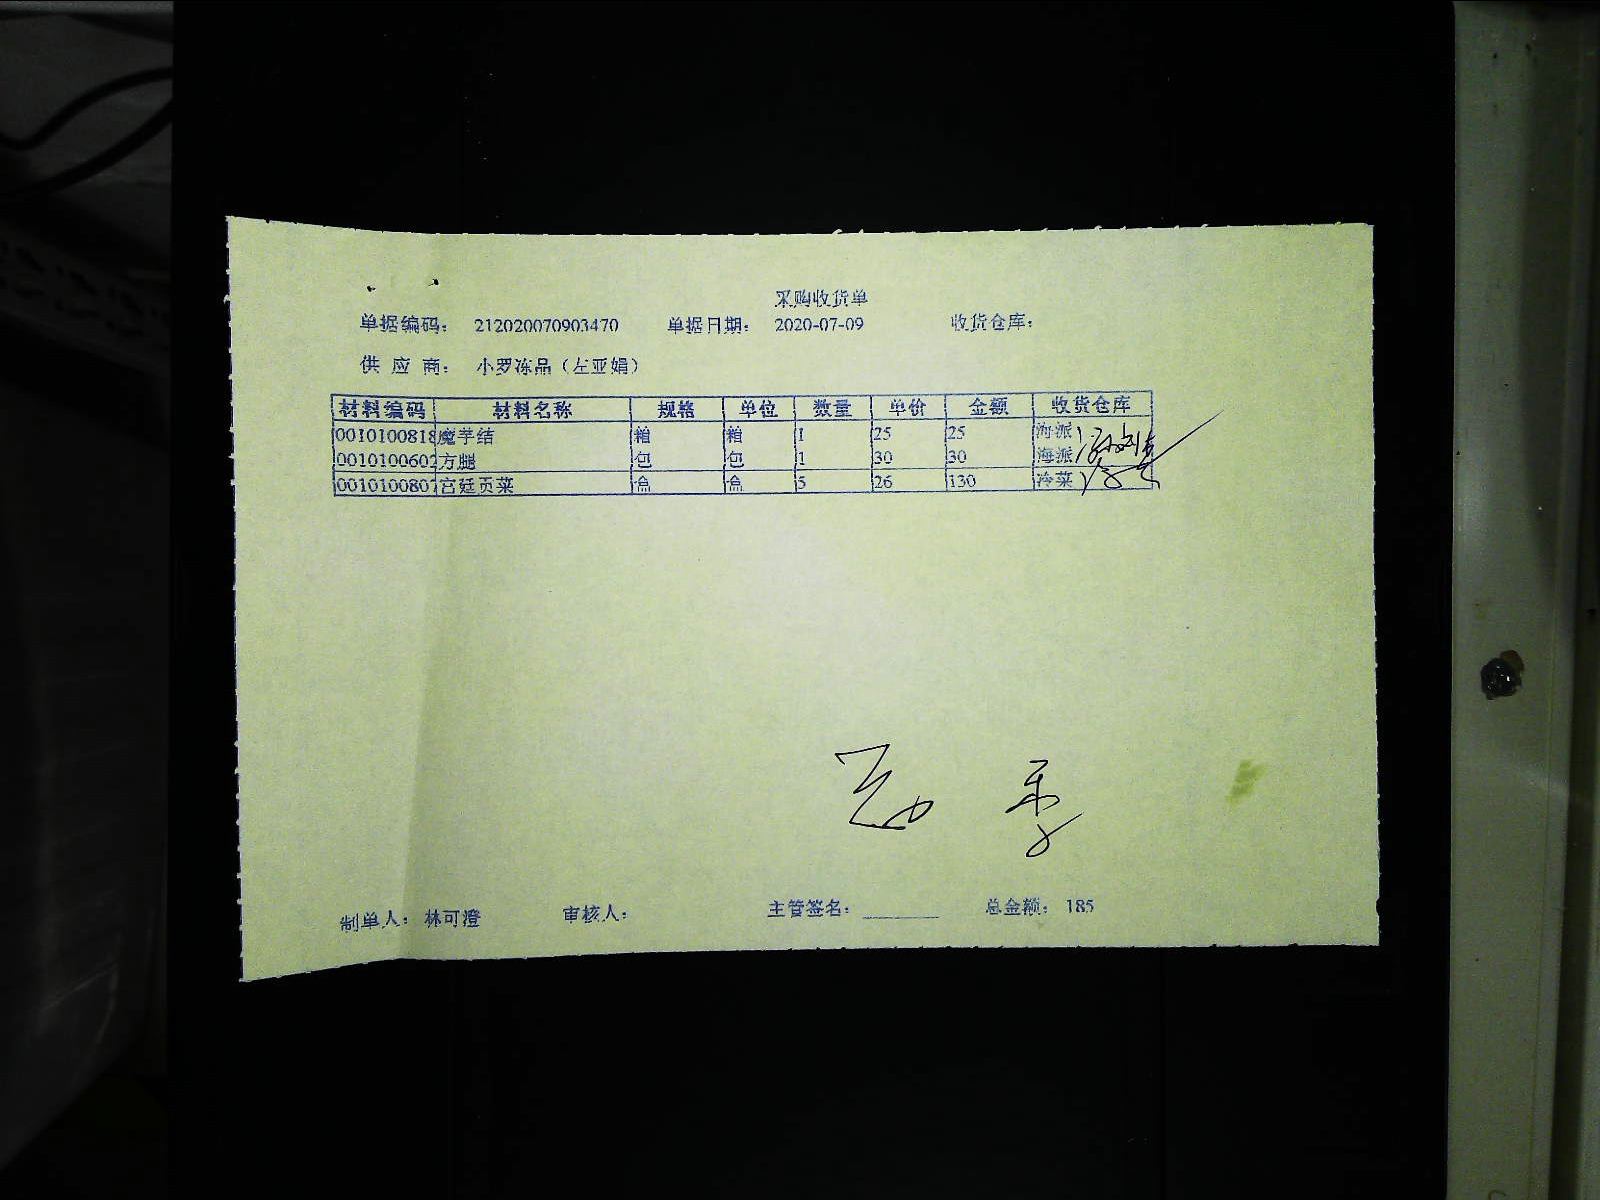 采购收货单
单据编码： 212020070903470 单据日期： 2020-07-09 收货仓库：
供 应 商： 小罗冻品（左亚娟）
材料编码 材料名称 规格 单位 数量 单价 金额 收货仓库
0010100818 魔芋结 箱 箱 1 25 25 海派
0010100602 方腿 包 包 1 30 30 海派
0010100807 宫廷贡菜 盒 盒 5 26 130 冷菜
制单人： 林可澄 审核人： 主管签名： ________ 总金额： 185